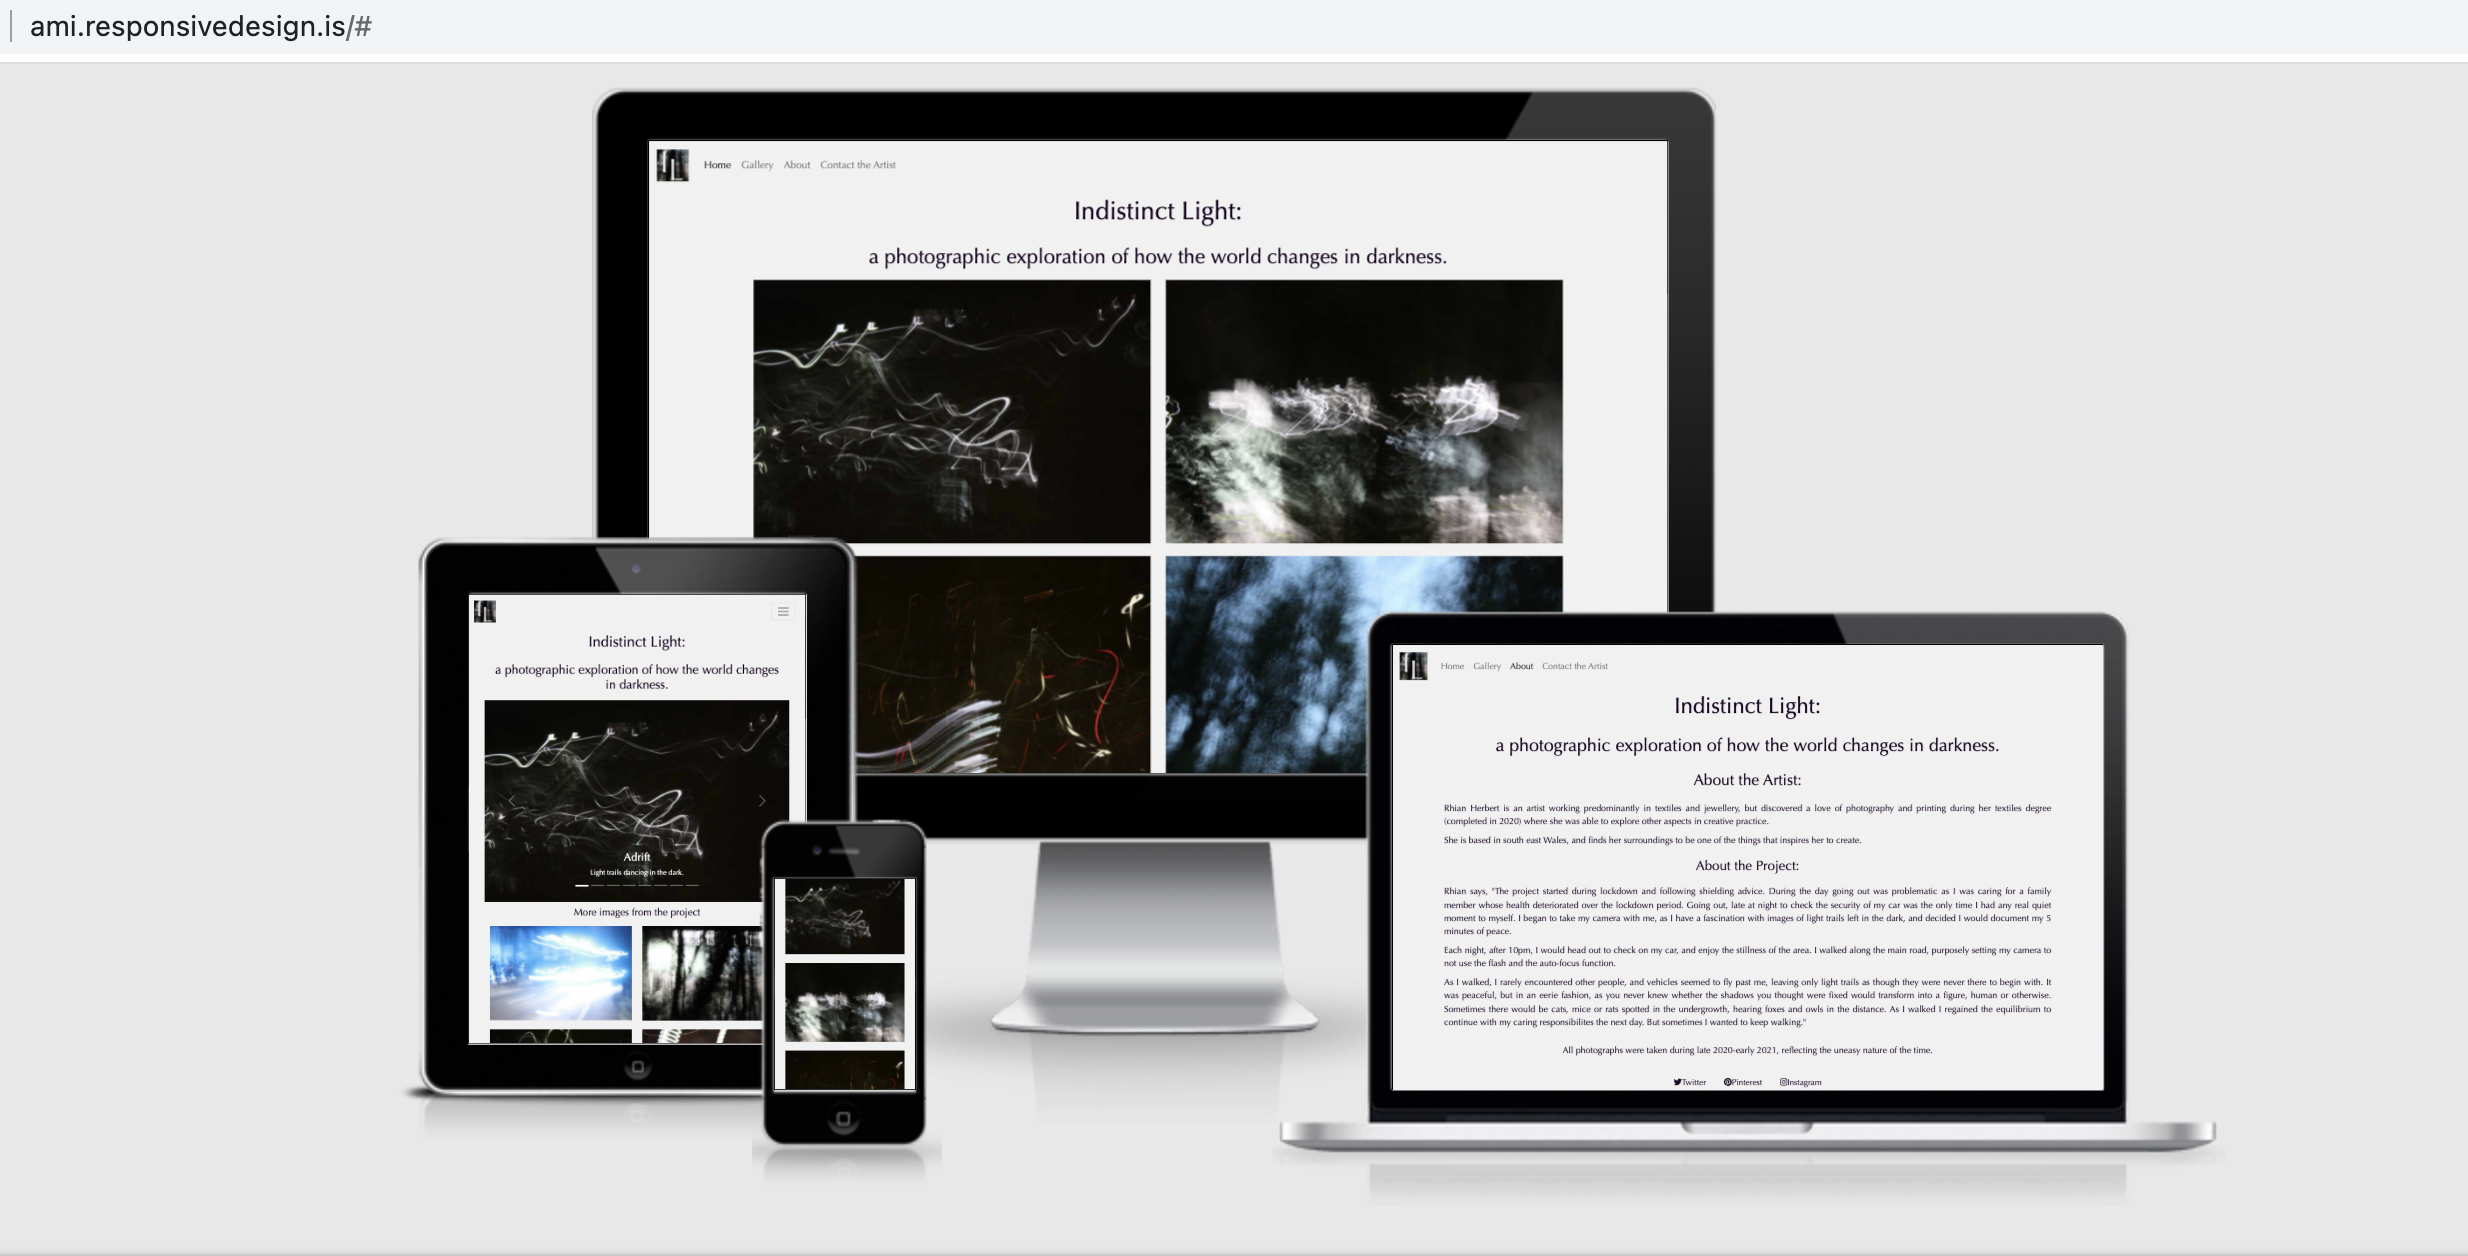 ami.responsivedesign.is/#
IL
Home Gallery About Contact the Artist
Indistinct Light:
a photographic exploration of how the world changes in darkness.
Indistinct Light:
a photographic exploration of how the world changes
in darkness.
Adrift
Light trails dancing in the dark.
More images from the project
IL
Home Gallery About Contact the Artist
Indistinct Light:
a photographic exploration of how the world changes in darkness.
About the Artist:
Rhian Herbert is an artist working predominantly in textiles and jewellery, but discovered a love of photography and printing during her textiles degree
(completed in 2020) where she was able to explore other aspects in creative practice.
She is based in south east Wales, and finds her surroundings to be one of the things that inspires her to create.
About the Project:
Rhian says, "The project started during lockdown and following shielding advice. During the day going out was problematic as I was caring for a family
member whose health deteriorated over the lockdown period. Going out, late at night to check the security of my car was the only time I had any real quiet
moment to myself. I began to take my camera with me, as I have a fascination with images of light trails left in the dark, and decided I would document my 5
minutes of peace.
Each night, after 10pm, I would head out to check on my car, and enjoy the stillness of the area. I walked along the main road, purposely setting my camera to
not use the flash and the auto-focus function.
As I walked, I rarely encountered other people, and vehicles seemed to fly past me, leaving only light trails as though they were never there to begin with. It
was peaceful, but in an eerie fashion, as you never knew whether the shadows you thought were fixed would transform into a figure, human or otherwise.
Sometimes there would be cats, mice or rats spotted in the undergrowth, hearing foxes and owls in the distance. As I walked I regained the equilibrium to
continue with my caring responsibilites the next day. But sometimes I wanted to keep walking."
All photographs were taken during late 2020-early 2021, reflecting the uneasy nature of the time.
Twitter Pinterest Instagram